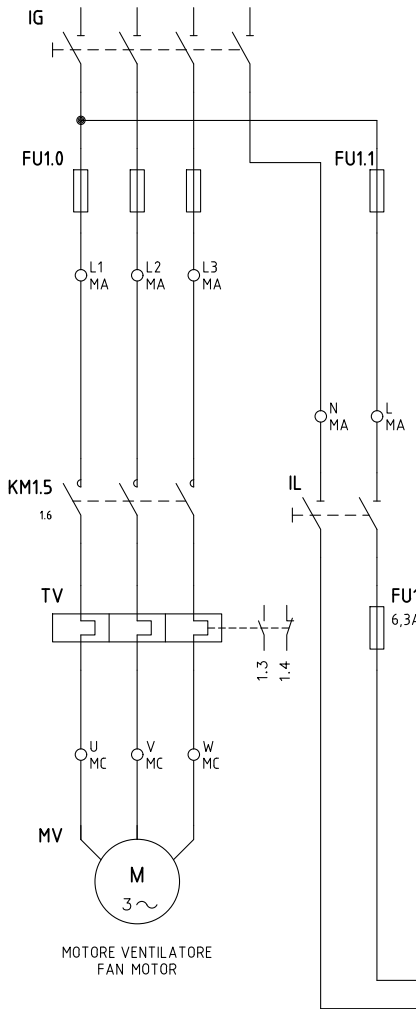 IG
FU1.0
FU1.1
L1
MA
L2
MA
L3
MA
N
MA
L
MA
KM1.5
1.6
IL
TV
FU1
6,3A
1.3
1.4
U
MC
V
MC
W
MC
MV
M
3~
MOTORE VENTILATORE
FAN MOTOR